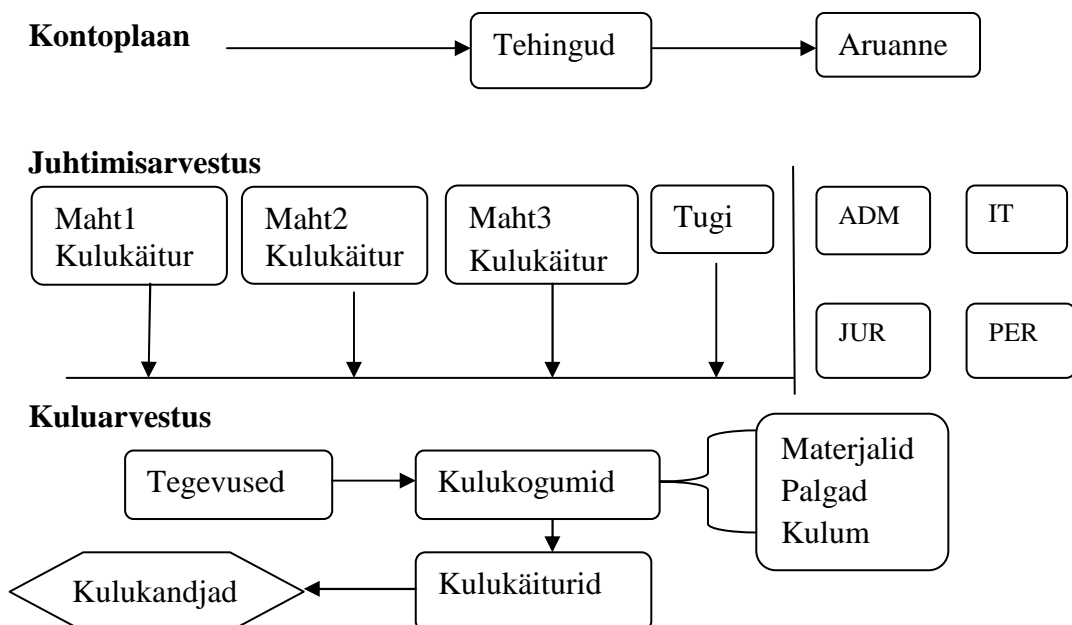 Kontoplaan
Tehingud
Aruanne
Juhtimisarvestus
Maht1
Kulukäitur
Maht2
Kulukäitur
Maht3
Kulukäitur
Tugi
ADM
IT
JUR
PER
Kuluarvestus
Tegevused
Kulukogumid
Materjalid
Palgad
Kulum
Kulukandjad
Kulukäiturid